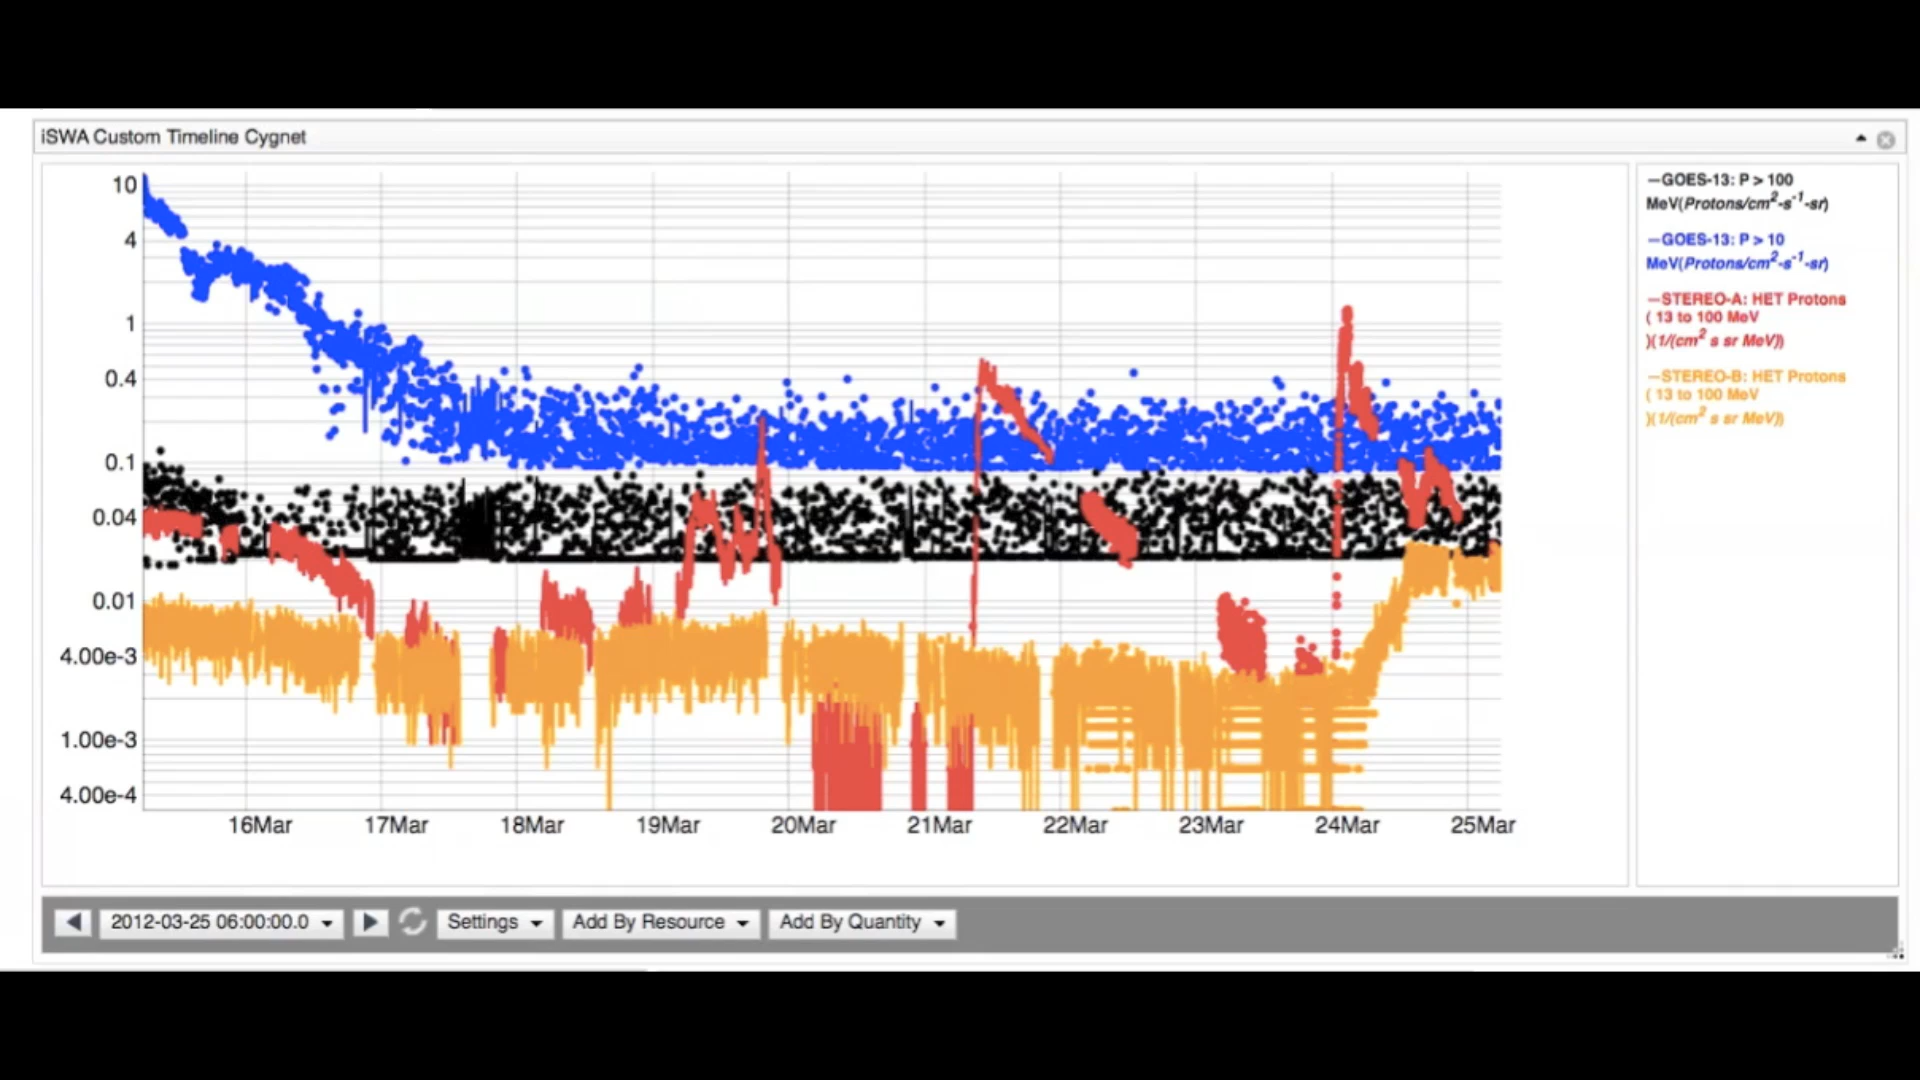 iSWA Custom Timeline Cygnet
10
4
1
0.4
0.1
0.04
0.01
4.00e-3
1.00e-3
4.00e-4
16Mar 17Mar 18Mar 19Mar 20Mar 21Mar 22Mar 23Mar 24Mar 25Mar
—GOES-13: P > 100
MeV(Protons/cm²-s⁻¹-sr)
—GOES-13: P > 10
MeV(Protons/cm²-s⁻¹-sr)
—STEREO-A: HET Protons
( 13 to 100 MeV
)(1/(cm² s sr MeV))
—STEREO-B: HET Protons
( 13 to 100 MeV
)(1/(cm² s sr MeV))
2012-03-25 06:00:00.0 Settings Add By Resource Add By Quantity